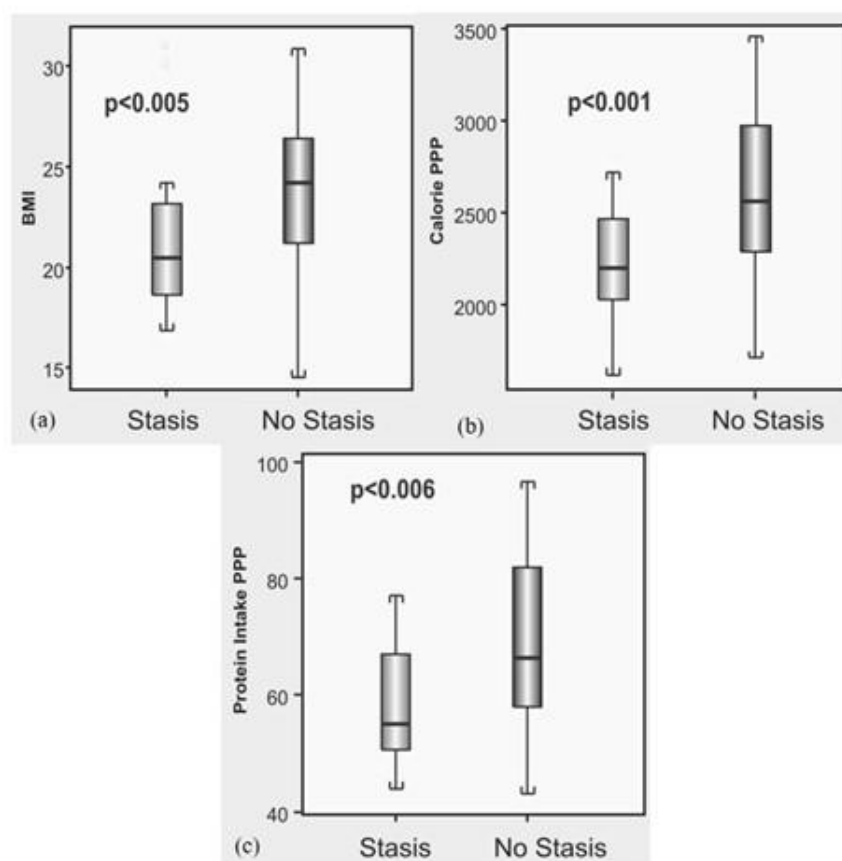 30
25
20
15
BMI
p<0.005
Stasis No Stasis
(a)
3500
3000
2500
2000
Calorie PPP
p<0.001
Stasis No Stasis
(b)
100
80
60
40
Protein Intake PPP
p<0.006
Stasis No Stasis
(c)